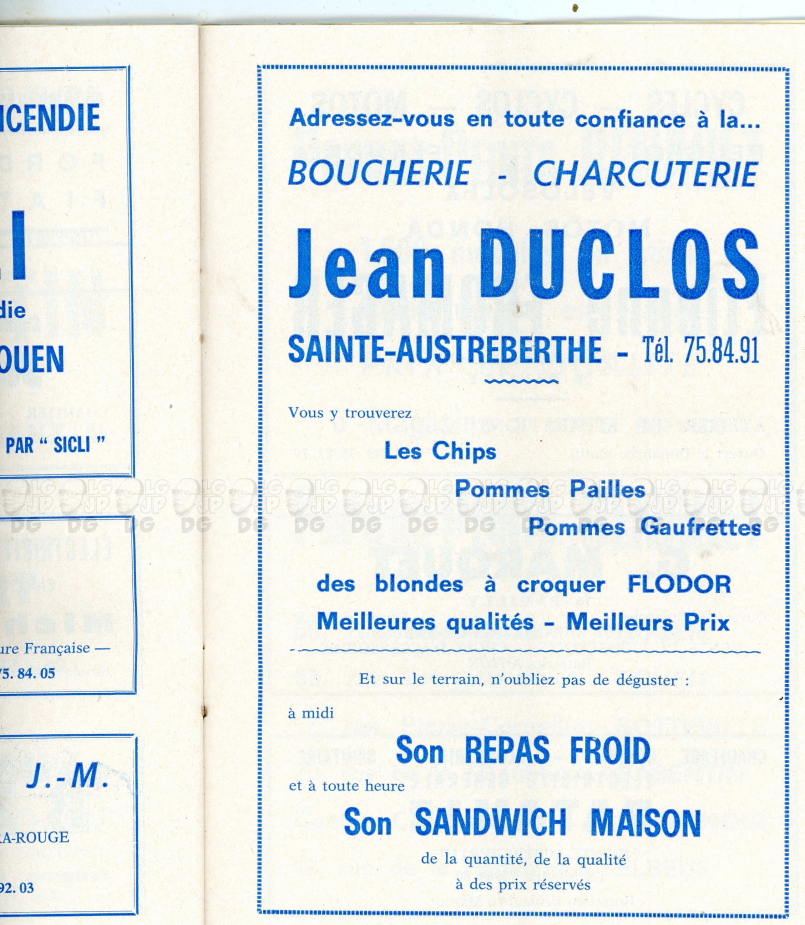 CENDIE
I
die
OUEN
PAR " SICLI "
ure Française —
75. 84. 05
J.-M.
A-ROUGE
92. 03
Adressez-vous en toute confiance à la...
BOUCHERIE - CHARCUTERIE
Jean DUCLOS
SAINTE-AUSTREBERTHE - Tél. 75.84.91
Vous y trouverez
Les Chips
Pommes Pailles
Pommes Gaufrettes
des blondes à croquer FLODOR
Meilleures qualités - Meilleurs Prix
Et sur le terrain, n'oubliez pas de déguster :
à midi
Son REPAS FROID
et à toute heure
Son SANDWICH MAISON
de la quantité, de la qualité
à des prix réservés